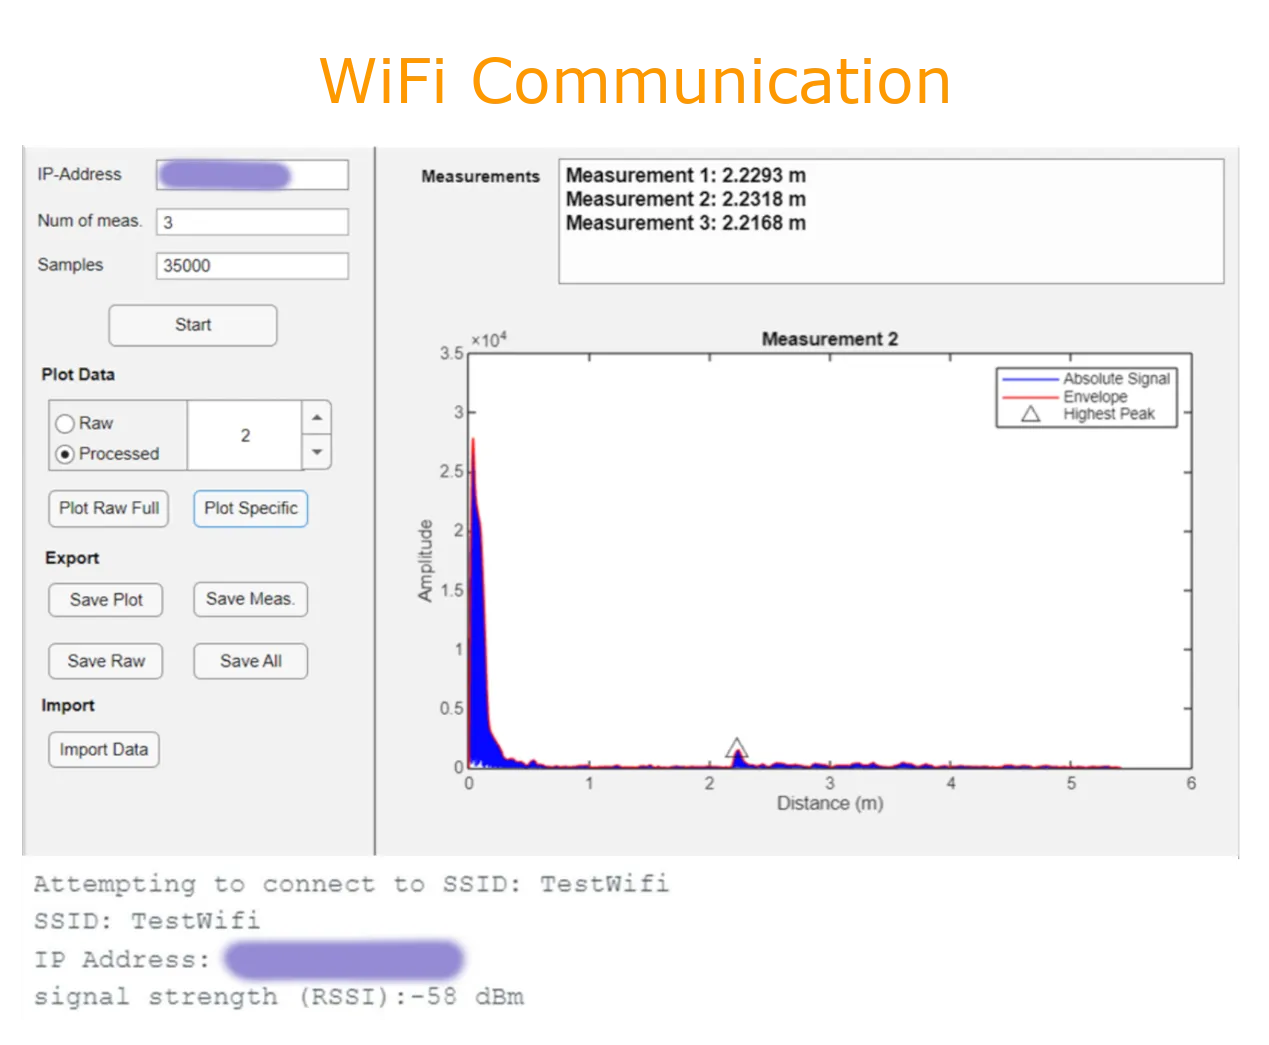 WiFi Communication
IP-Address
Num of meas. 3
Samples 35000
Start
Plot Data
Raw
Processed
2
Plot Raw Full
Plot Specific
Export
Save Plot
Save Meas.
Save Raw
Save All
Import
Import Data
Measurements
Measurement 1: 2.2293 m
Measurement 2: 2.2318 m
Measurement 3: 2.2168 m
Measurement 2
×10⁴
3.5
3
2.5
2
1.5
1
0.5
0
Amplitude
Absolute Signal
Envelope
Highest Peak
0 1 2 3 4 5 6
Distance (m)
Attempting to connect to SSID: TestWifi
SSID: TestWifi
IP Address:
signal strength (RSSI):-58 dBm